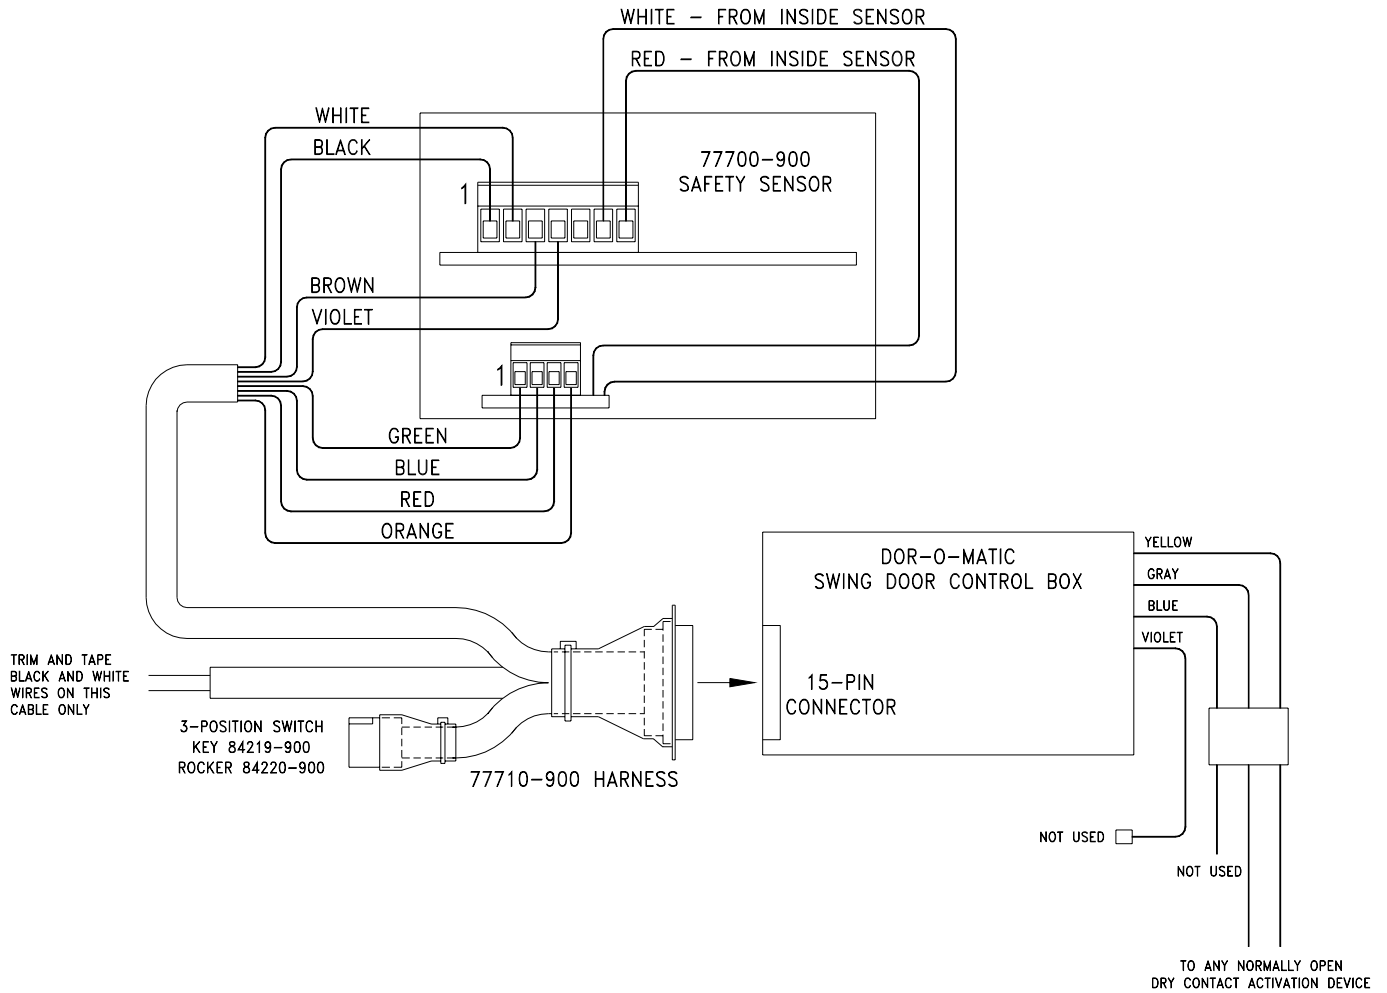 WHITE - FROM INSIDE SENSOR
RED - FROM INSIDE SENSOR
WHITE
BLACK
77700-900
SAFETY SENSOR
1
BROWN
VIOLET
1
GREEN
BLUE
RED
ORANGE
DOR-O-MATIC
SWING DOOR CONTROL BOX
YELLOW
GRAY
BLUE
VIOLET
15-PIN
CONNECTOR
TRIM AND TAPE
BLACK AND WHITE
WIRES ON THIS
CABLE ONLY
3-POSITION SWITCH
KEY 84219-900
ROCKER 84220-900
77710-900 HARNESS
NOT USED
NOT USED
TO ANY NORMALLY OPEN
DRY CONTACT ACTIVATION DEVICE